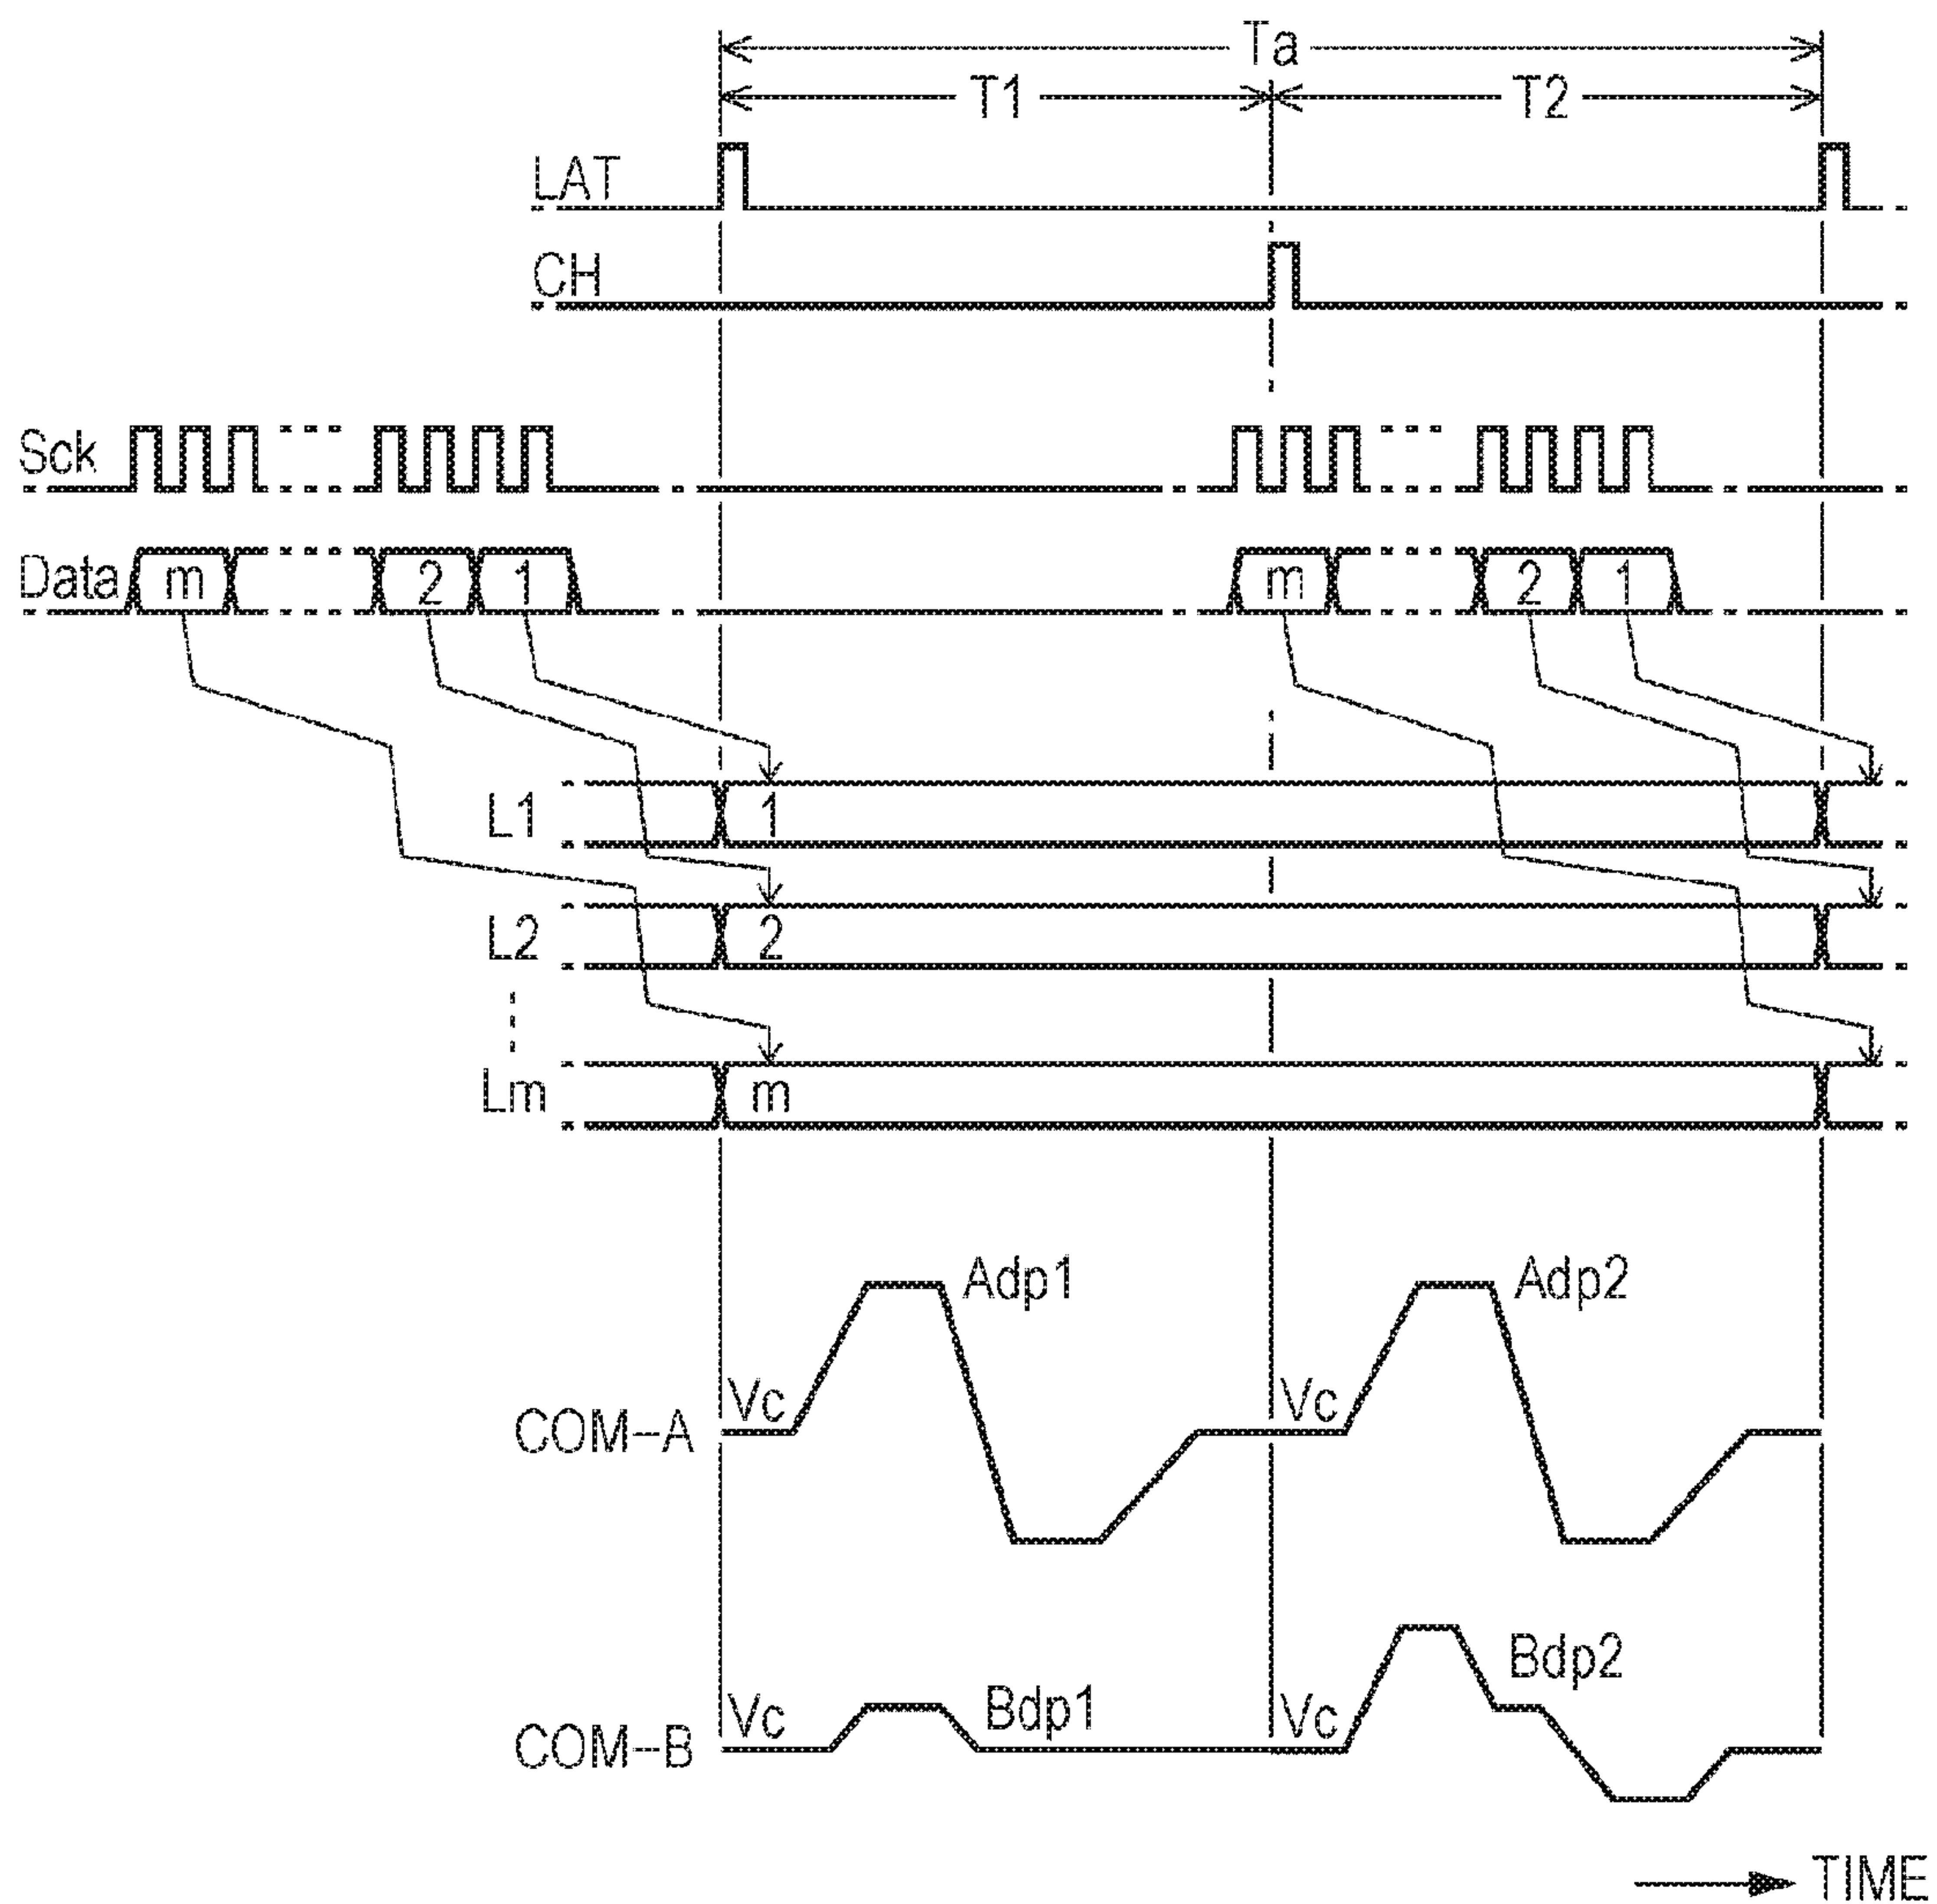 Ta
T1 T2
LAT
CH
Sck
Data m 2 1 m 2 1
L1 1
L2 2
Lm m
Adp1 Adp2
Vc Vc
COM-A
Bdp2
Vc Bdp1 Vc
COM-B
TIME